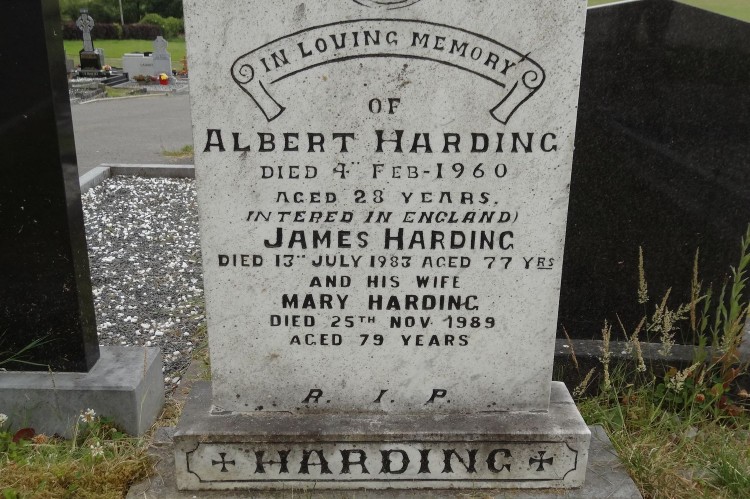 IN LOVING MEMORY
OF
ALBERT HARDING
DIED 4TH FEB-1960
AGED 28 YEARS.
INTERED IN ENGLAND)
JAMES HARDING
DIED 13TH JULY 1983 AGED 77 YRS
AND HIS WIFE
MARY HARDING
DIED 25TH NOV. 1989
AGED 79 YEARS
R. I. P.
HARDING